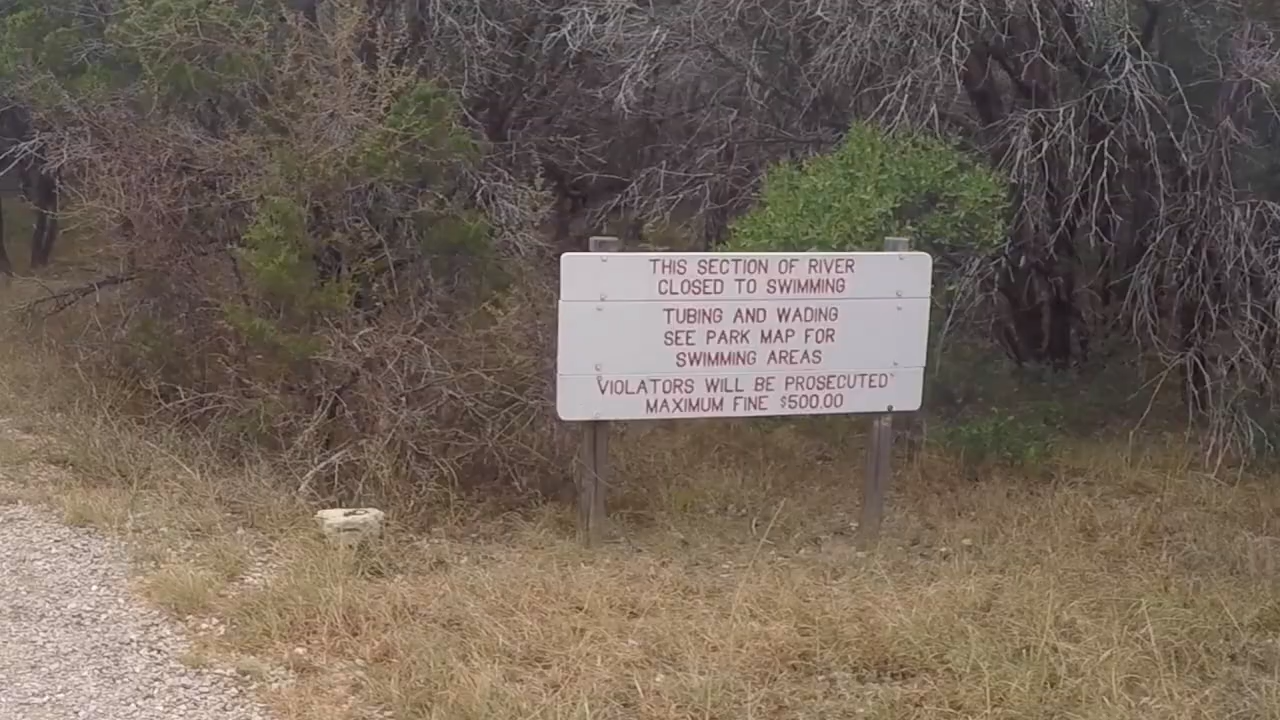 THIS SECTION OF RIVER
CLOSED TO SWIMMING
TUBING AND WADING
SEE PARK MAP FOR
SWIMMING AREAS
VIOLATORS WILL BE PROSECUTED
MAXIMUM FINE $500.00